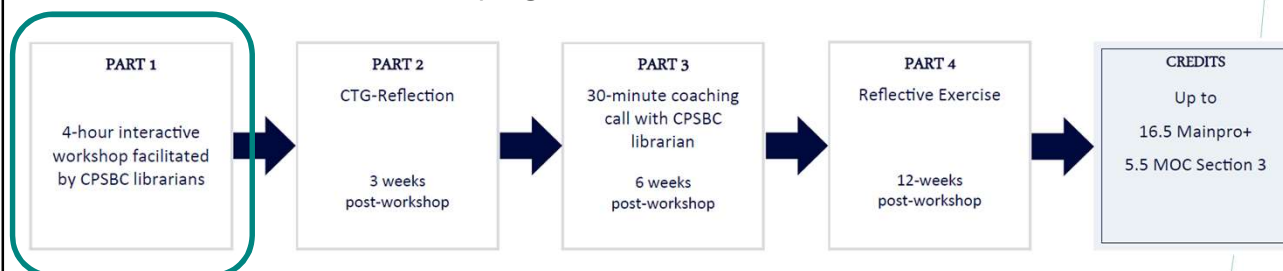 PART 1
4-hour interactive
workshop facilitated
by CPSBC librarians
PART 2
CTG-Reflection
3 weeks
post-workshop
PART 3
30-minute coaching
call with CPSBC
librarian
6 weeks
post-workshop
PART 4
Reflective Exercise
12-weeks
post-workshop
CREDITS
Up to
16.5 Mainpro+
5.5 MOC Section 3